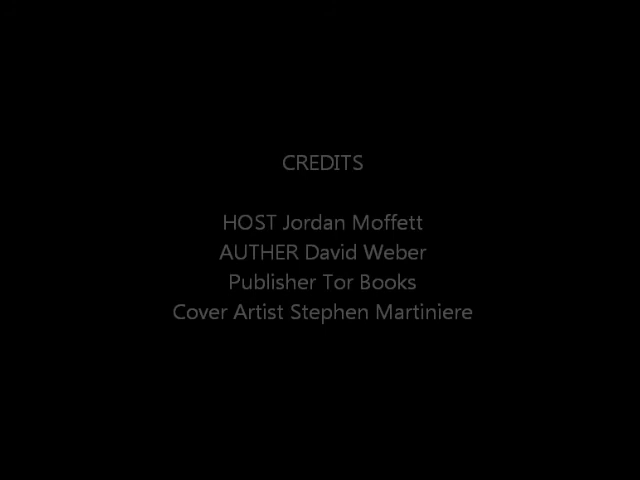 CREDITS
HOST Jordan Moffett
AUTHER David Weber
Publisher Tor Books
Cover Artist Stephen Martiniere